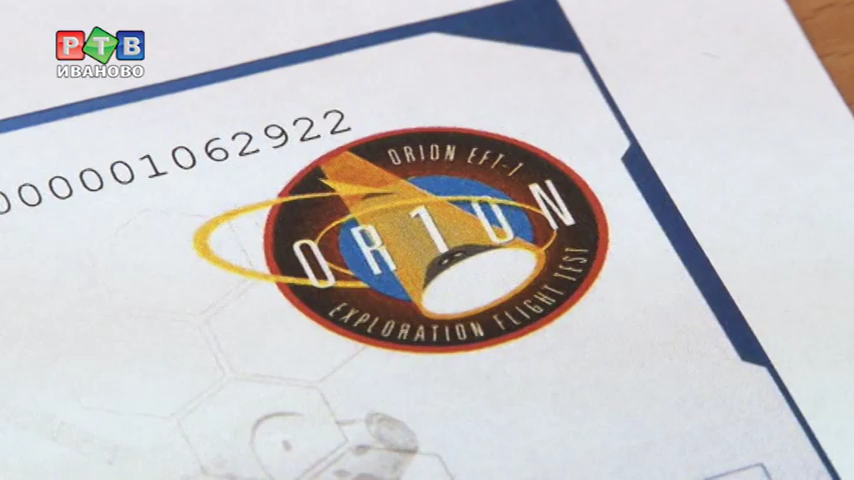 РТВ
ИВАНОВО
000001062922
ORION EFT-1
OR1ON
EXPLORATION FLIGHT TEST